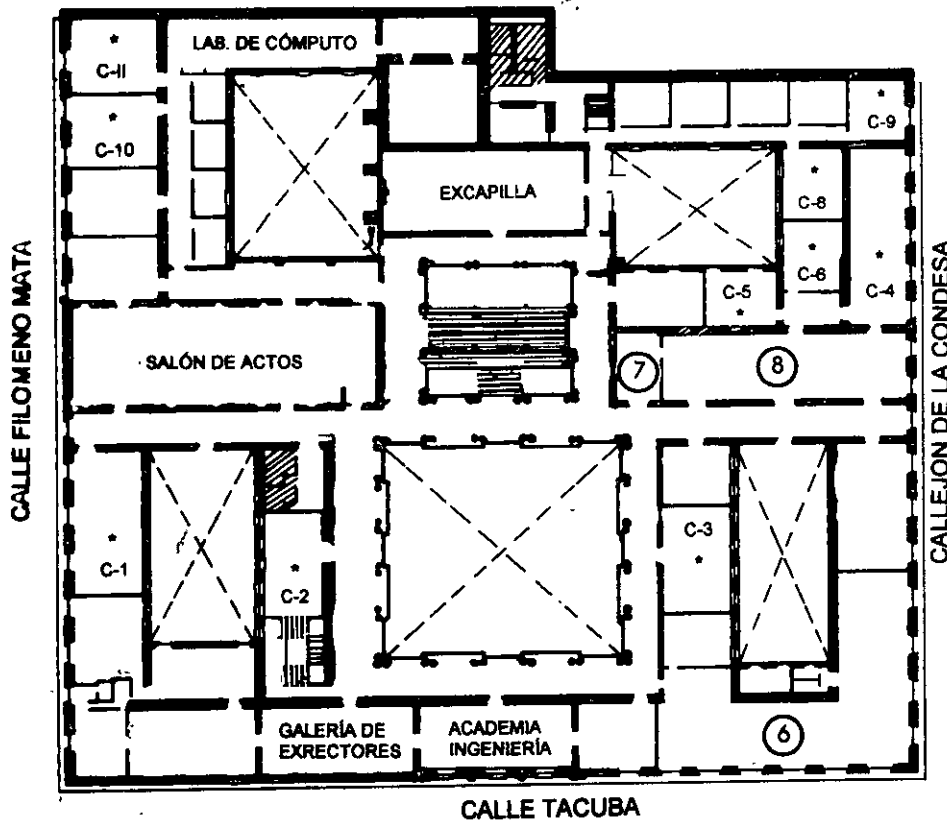 LAB. DE CÓMPUTO
C-11
C-10
C-9
EXCAPILLA
C-8
C-6
C-5
C-4
CALLE FILOMENO MATA
CALLEJON DE LA CONDESA
SALÓN DE ACTOS
7
8
C-1
C-2
C-3
GALERÍA DE
EXRECTORES
ACADEMIA
INGENIERÍA
6
CALLE TACUBA